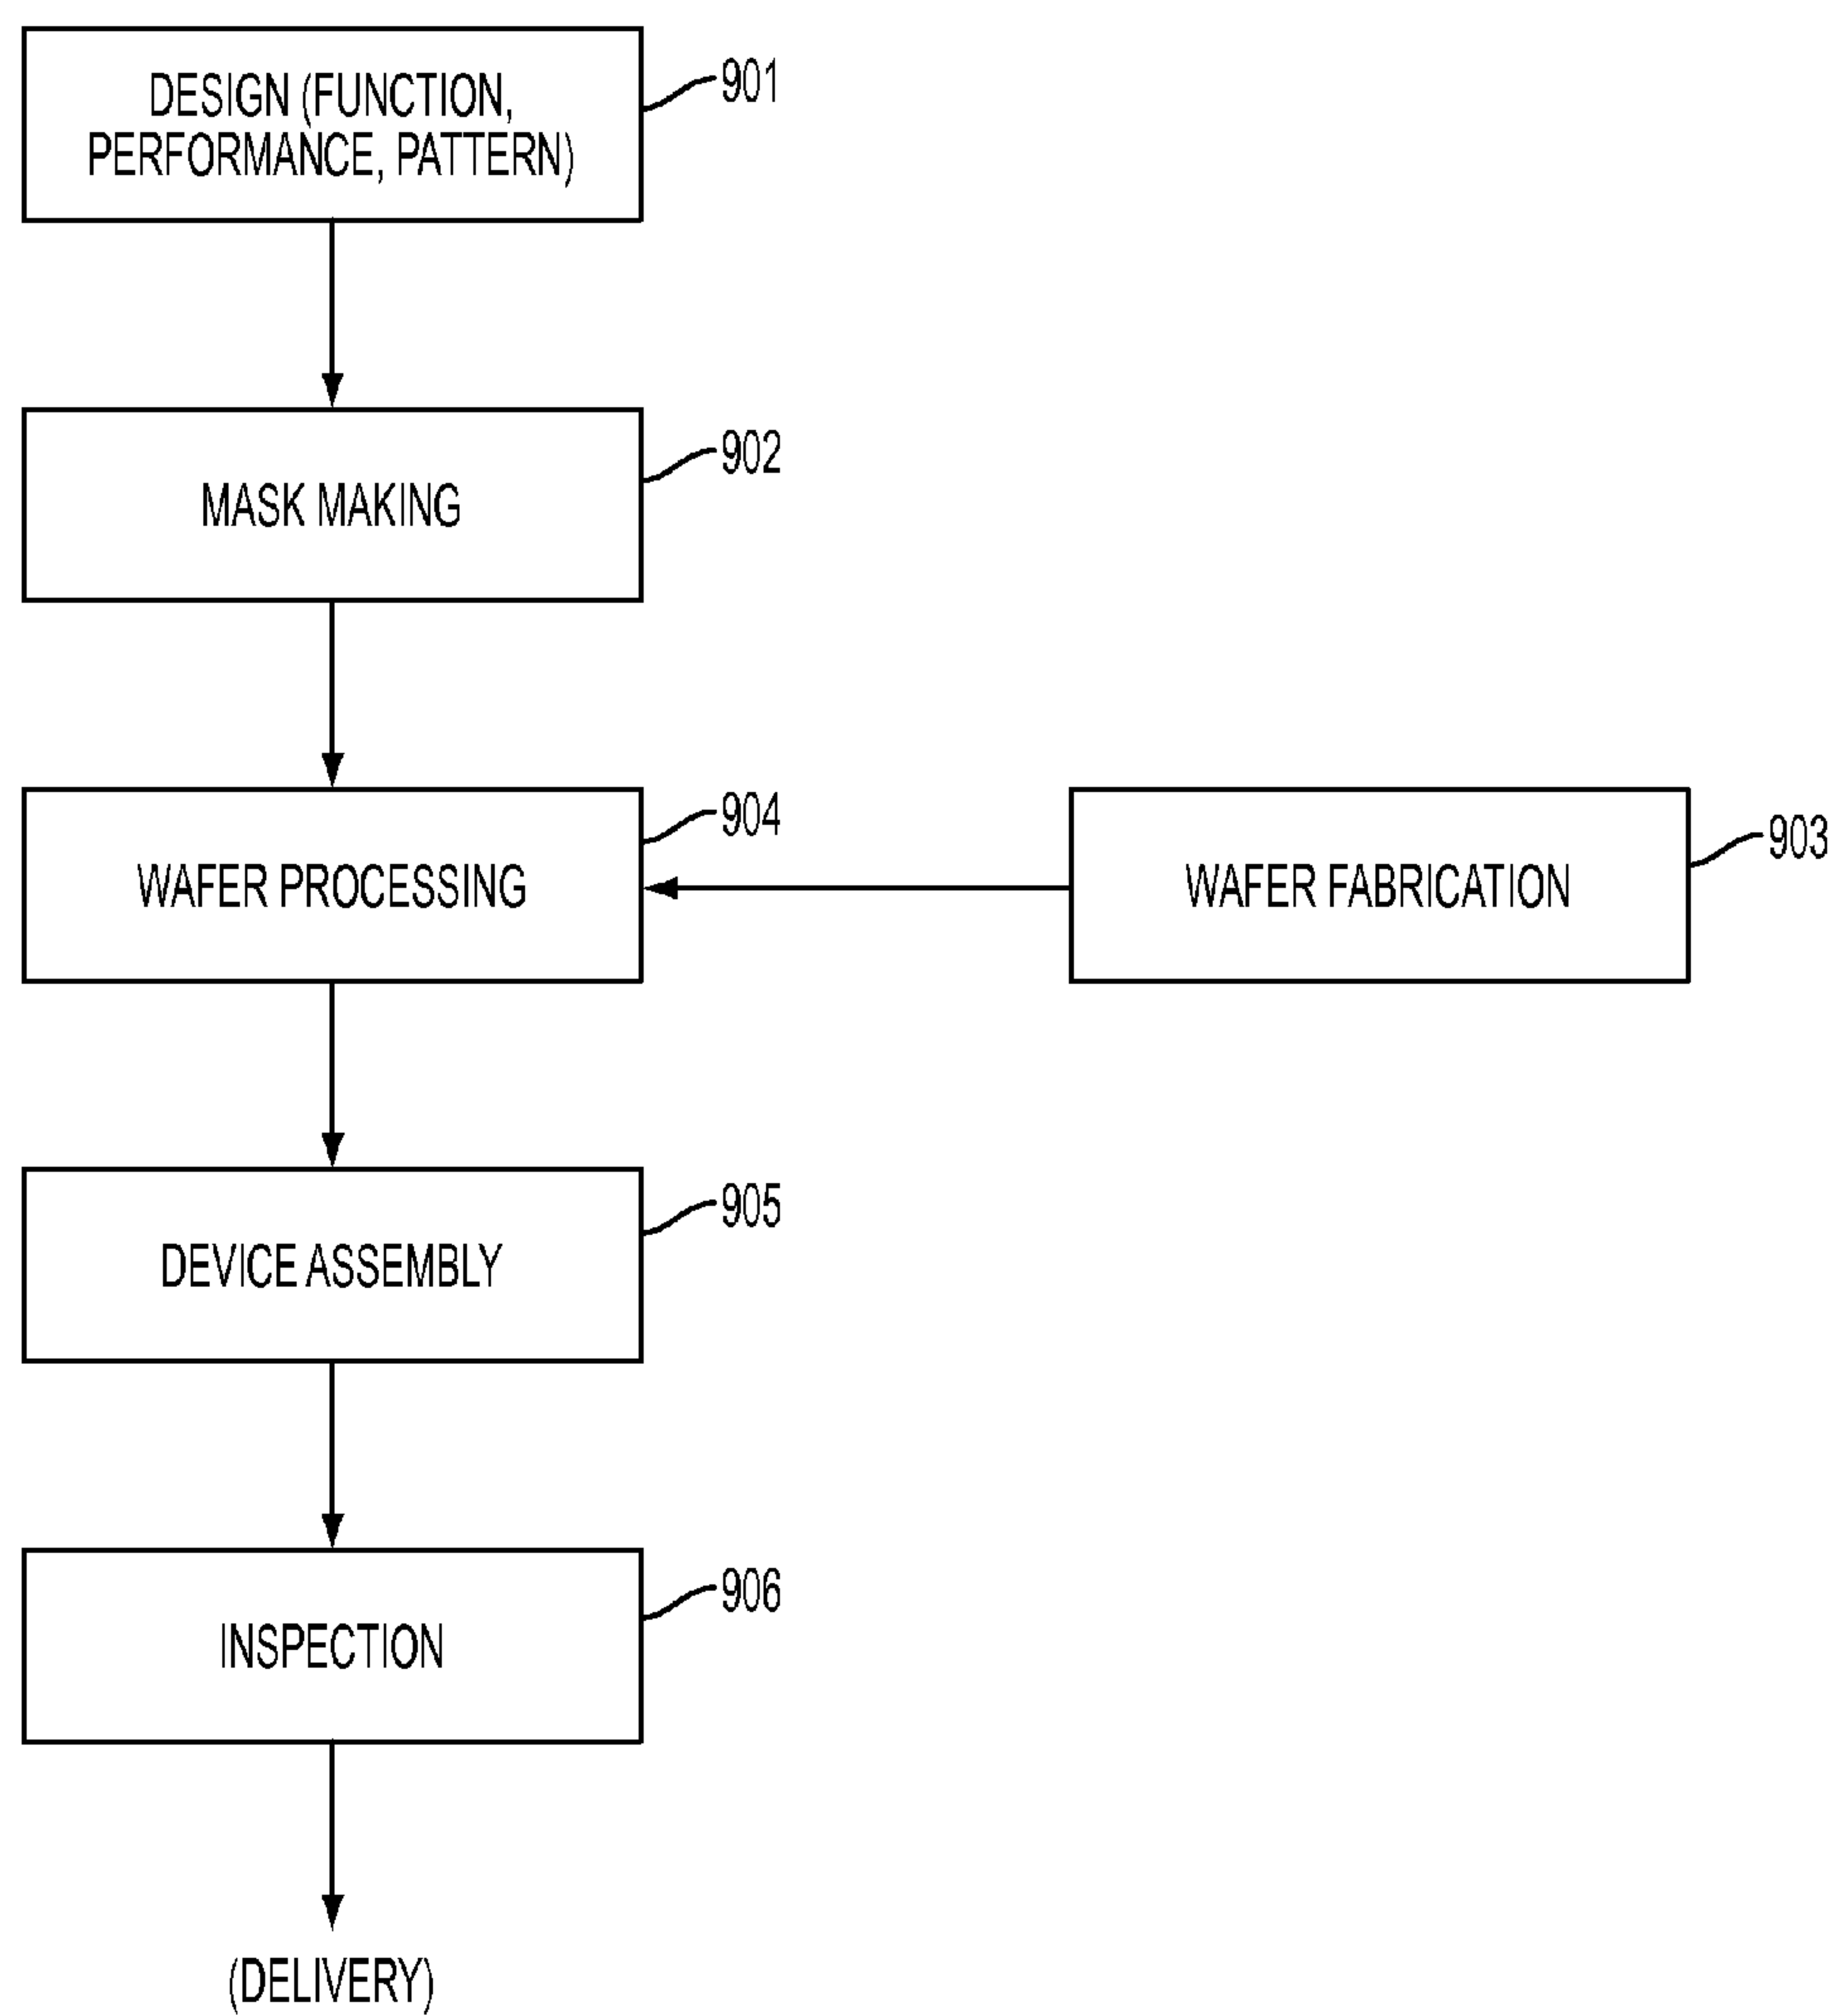 DESIGN (FUNCTION,
PERFORMANCE, PATTERN)
901
MASK MAKING
902
WAFER PROCESSING
904
WAFER FABRICATION
903
DEVICE ASSEMBLY
905
INSPECTION
906
(DELIVERY)